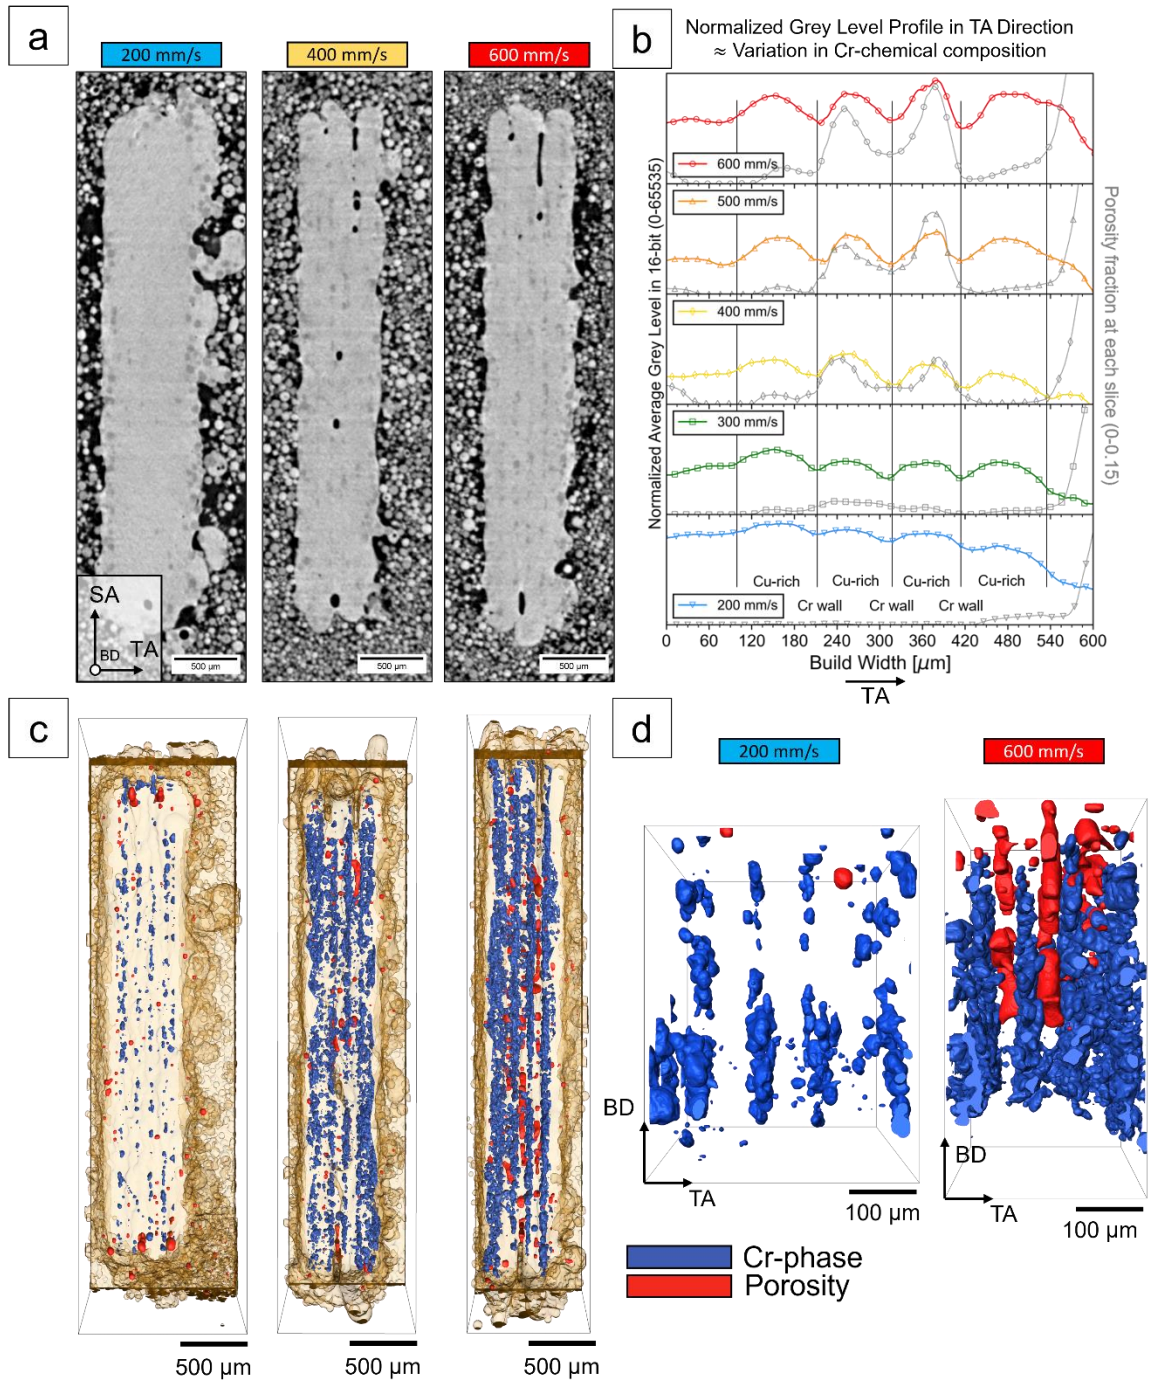 a
200 mm/s
400 mm/s
600 mm/s
SA
BD
TA
500 µm
500 µm
500 µm
b
Normalized Grey Level Profile in TA Direction
≈ Variation in Cr-chemical composition
Normalized Average Grey Level in 16-bit (0-65535)
Porosity fraction at each slice (0-0.15)
600 mm/s
500 mm/s
400 mm/s
300 mm/s
Cu-rich
Cu-rich
Cu-rich
Cu-rich
200 mm/s
Cr wall
Cr wall
Cr wall
0 60 120 180 240 300 360 420 480 540 600
Build Width [µm]
TA
c
500 µm
500 µm
500 µm
d
200 mm/s
600 mm/s
BD
TA
100 µm
BD
TA
100 µm
Cr-phase
Porosity